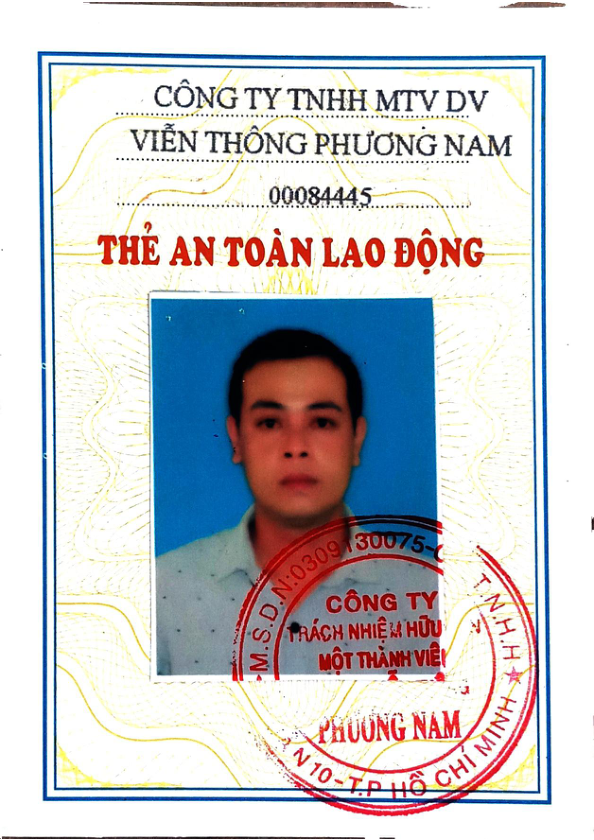 CÔNG TY TNHH MTV DV
VIỄN THÔNG PHƯƠNG NAM
00084445
THẺ AN TOÀN LAO ĐỘNG
M.S.D.N:0309130075-C
T.N.H.H
CÔNG TY
TRÁCH NHIỆM HỮU
MỘT THÀNH VIÊ
PHƯƠNG NAM
N10-T.P HỒ CHÍ MINH